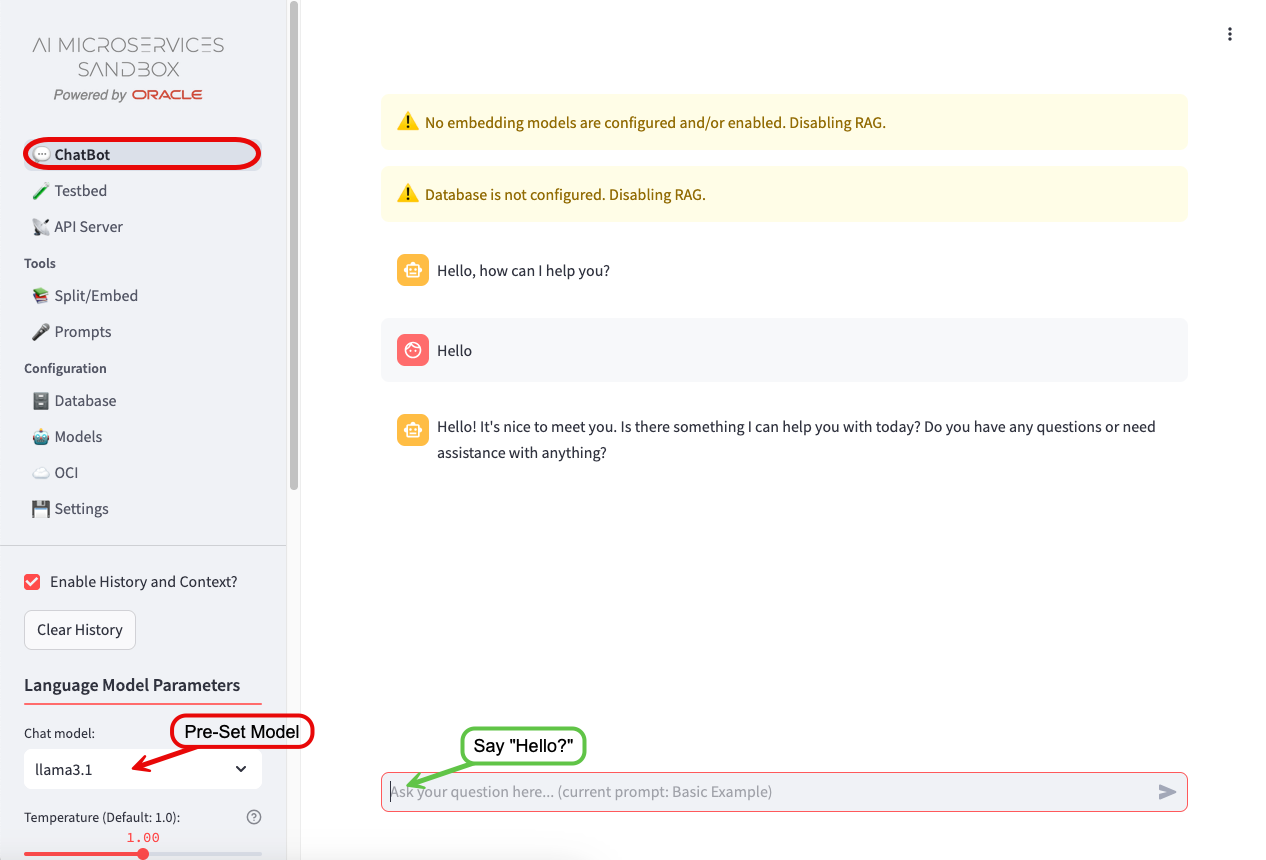 AI MICROSERVICES
SANDBOX
Powered by ORACLE
ChatBot
Testbed
API Server
Tools
Split/Embed
Prompts
Configuration
Database
Models
OCI
Settings
Enable History and Context?
Clear History
Language Model Parameters
Chat model:
Pre-Set Model
llama3.1
Temperature (Default: 1.0):
1.00
No embedding models are configured and/or enabled. Disabling RAG.
Database is not configured. Disabling RAG.
Hello, how can I help you?
Hello
Hello! It's nice to meet you. Is there something I can help you with today? Do you have any questions or need
assistance with anything?
Say "Hello?"
Ask your question here... (current prompt: Basic Example)